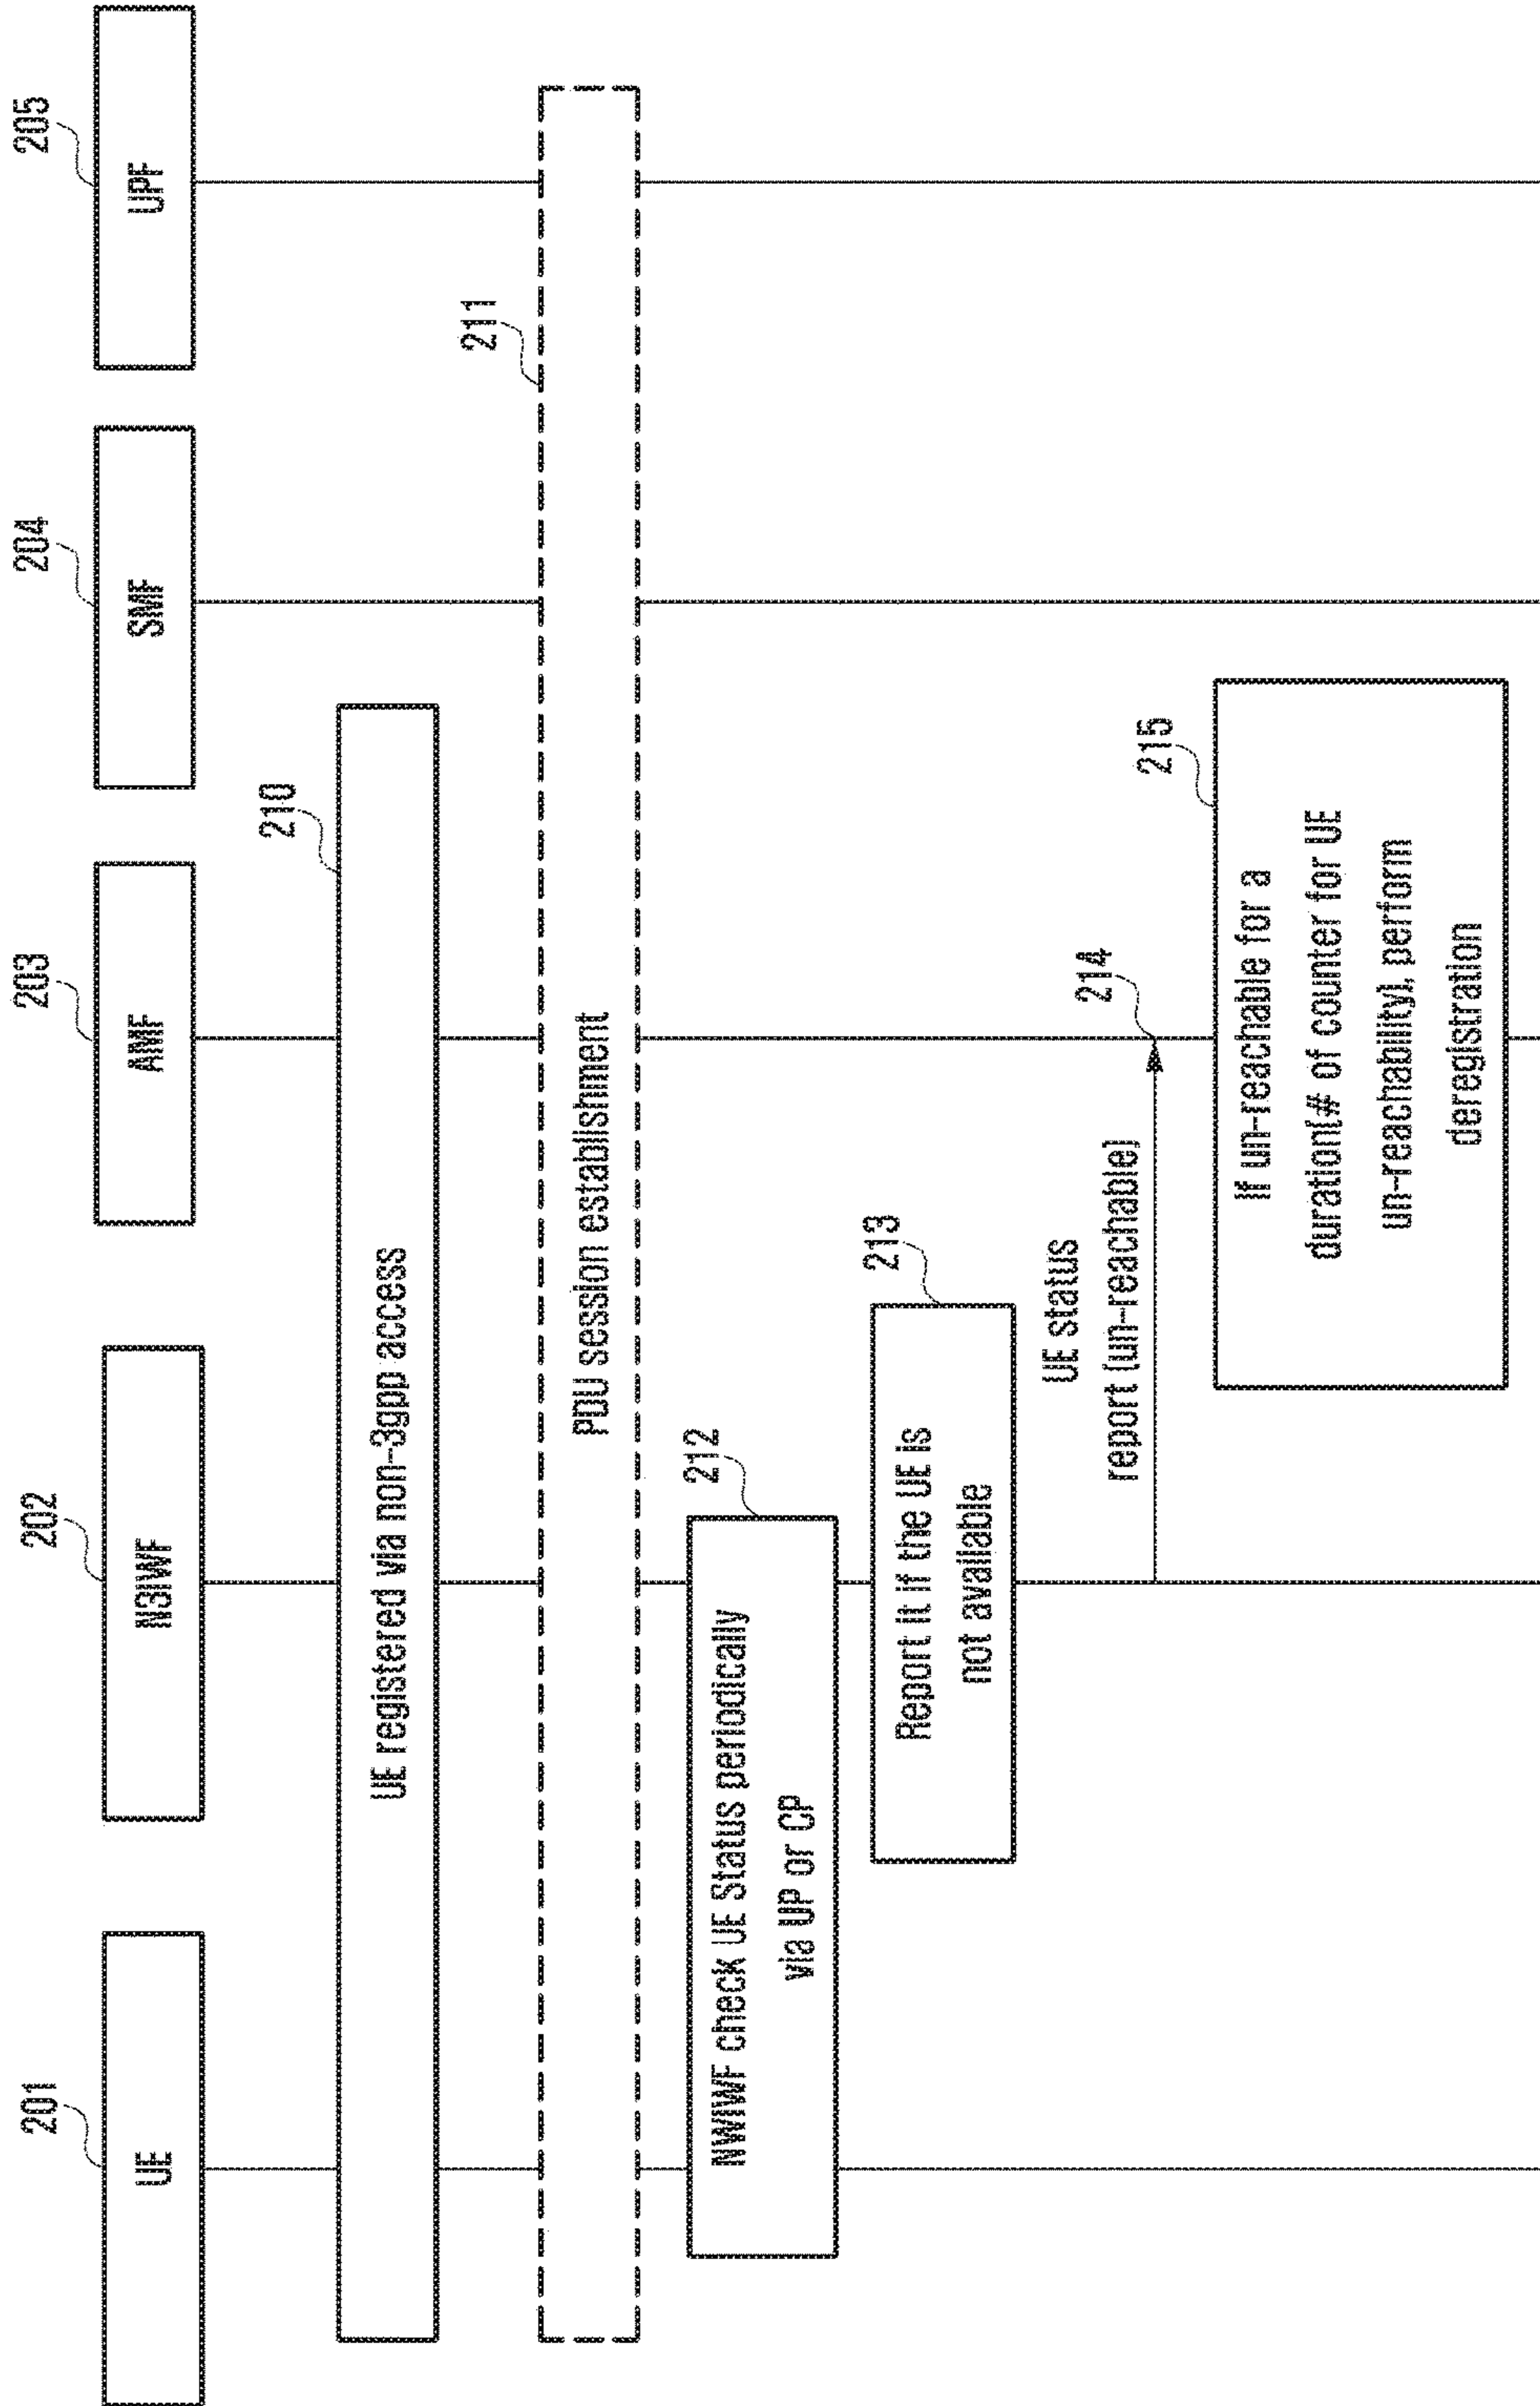 201
202
203
204
205
UE
N3IWF
AMF
SMF
UPF
210
UE registered via non-3gpp access
211
PDU session establishment
212
NWIWF check UE Status periodically
via UP or CP
213
Report it if the UE is
not available
UE status
report (un-reachable)
214
215
If un-reachable for a
duration(# of counter for UE
un-reachability), perform
deregistration